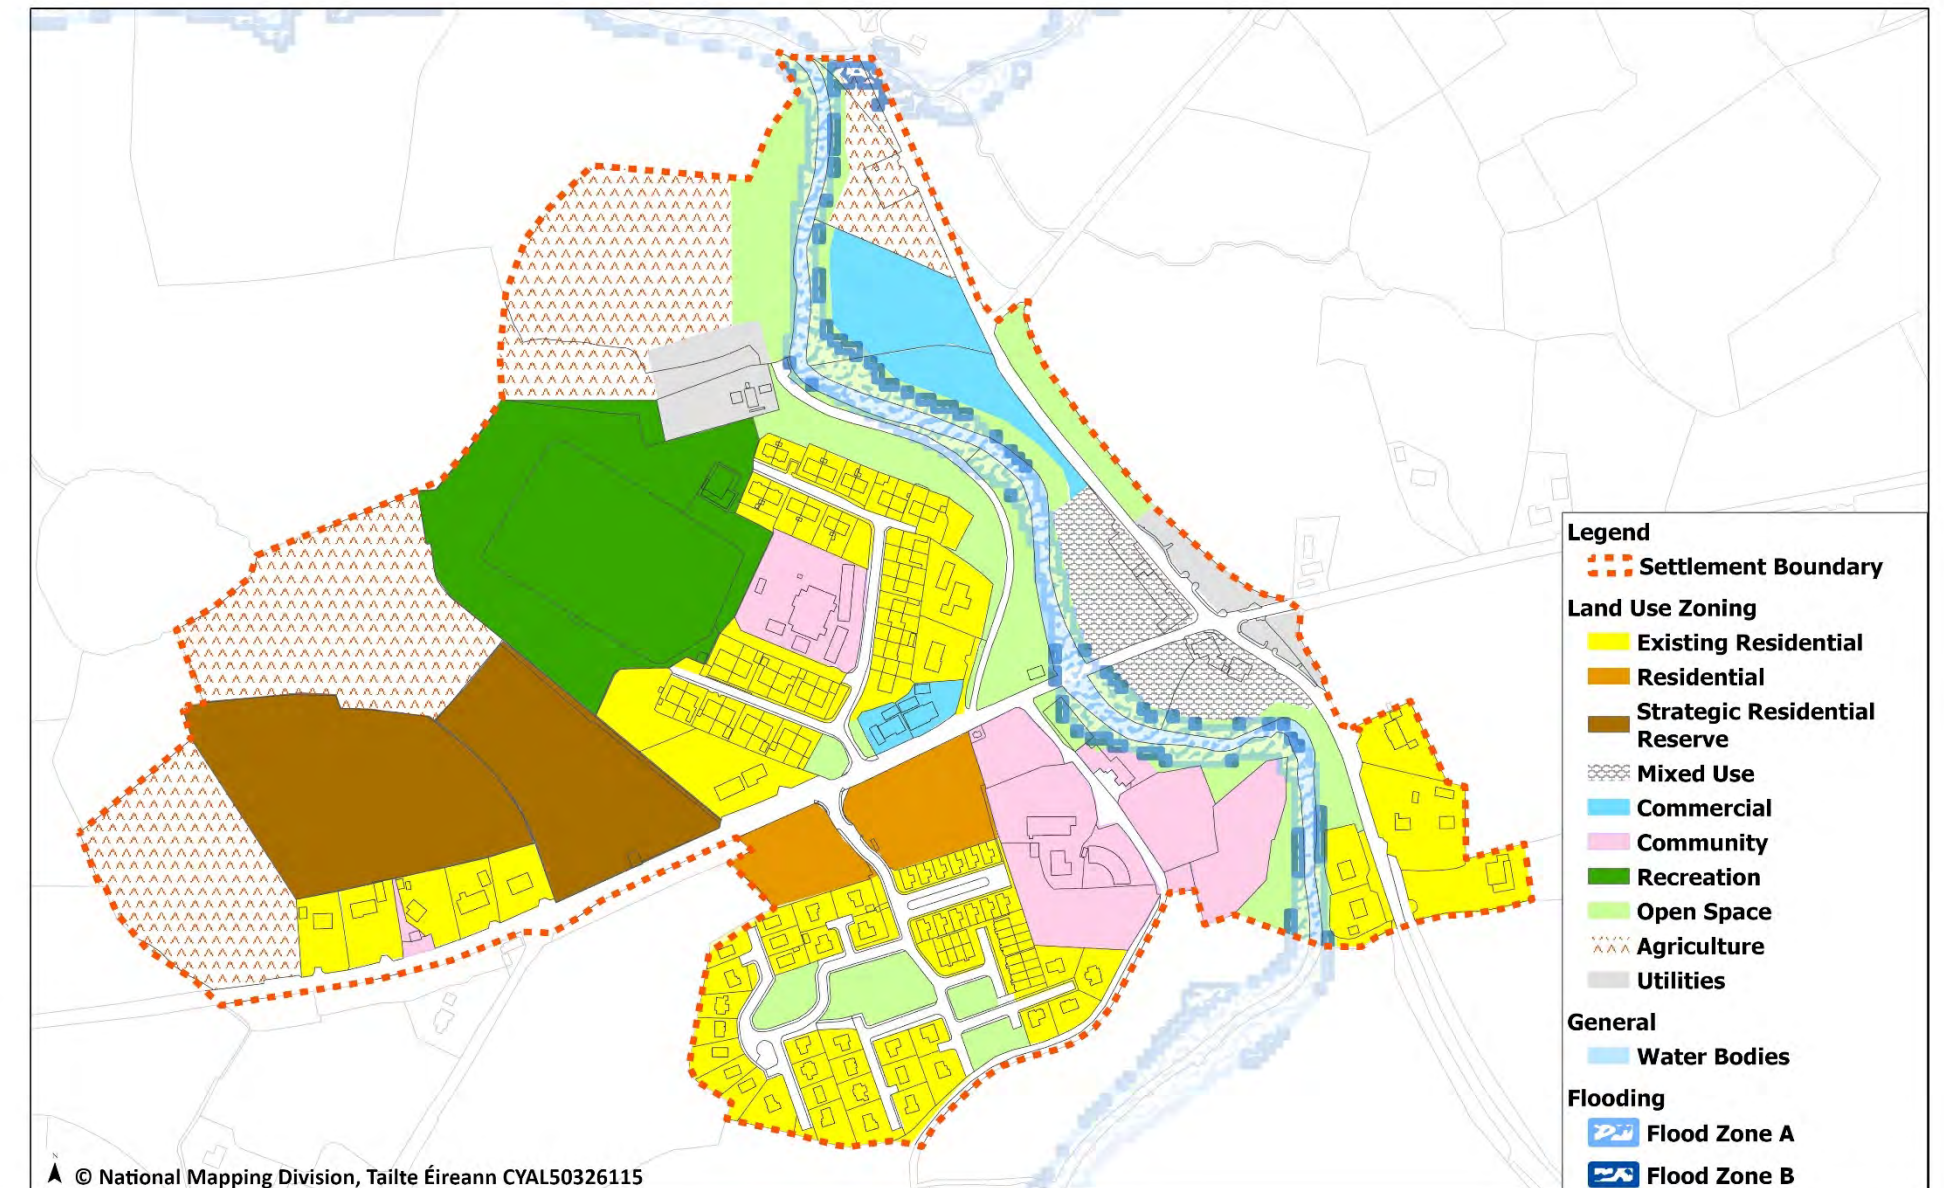 Legend
Settlement Boundary
Land Use Zoning
Existing Residential
Residential
Strategic Residential
Reserve
Mixed Use
Commercial
Community
Recreation
Open Space
Agriculture
Utilities
General
Water Bodies
Flooding
Flood Zone A
Flood Zone B
N
© National Mapping Division, Tailte Éireann CYAL50326115